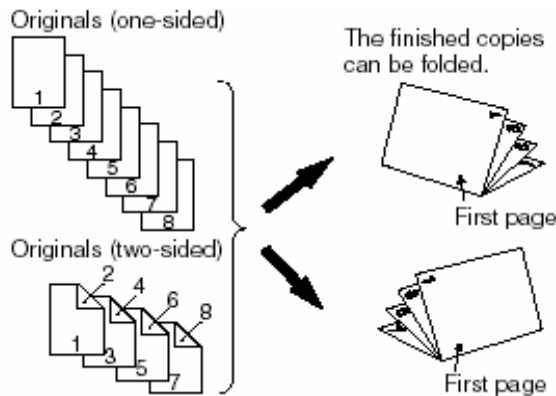 Originals (one-sided)
1
2
3
4
5
6
7
8
The finished copies
can be folded.
First page
Originals (two-sided)
2
4
6
8
1
3
5
7
First page